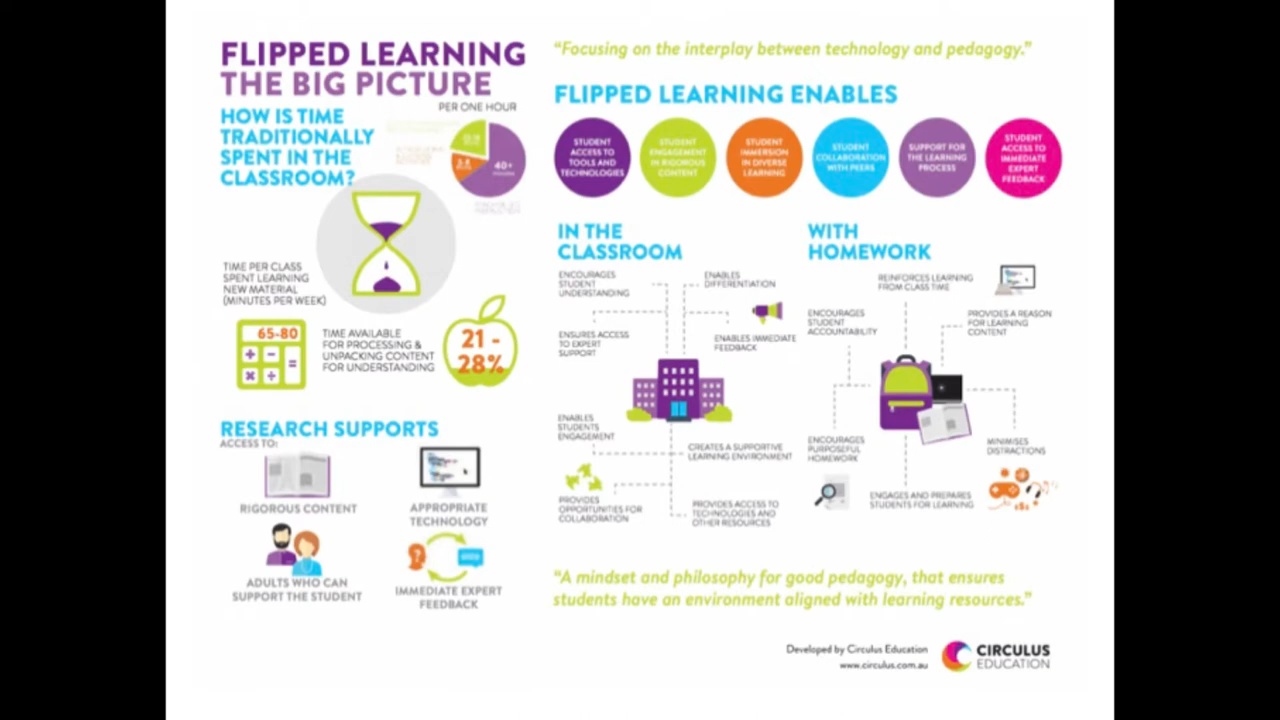 FLIPPED LEARNING
THE BIG PICTURE
HOW IS TIME
TRADITIONALLY
SPENT IN THE
CLASSROOM?
PER ONE HOUR
40+
TIME PER CLASS
SPENT LEARNING
NEW MATERIAL
(MINUTES PER WEEK)
65-80
TIME AVAILABLE
FOR PROCESSING &
UNPACKING CONTENT
FOR UNDERSTANDING
21 -
28%
RESEARCH SUPPORTS
ACCESS TO:
RIGOROUS CONTENT
APPROPRIATE
TECHNOLOGY
ADULTS WHO CAN
SUPPORT THE STUDENT
IMMEDIATE EXPERT
FEEDBACK
"Focusing on the interplay between technology and pedagogy."
FLIPPED LEARNING ENABLES
STUDENT
ACCESS TO
TOOLS AND
TECHNOLOGIES
STUDENT
ENGAGEMENT
IN RIGOROUS
CONTENT
STUDENT
IMMERSION
IN DIVERSE
LEARNING
STUDENT
COLLABORATION
WITH PEERS
SUPPORT FOR
THE LEARNING
PROCESS
STUDENT
ACCESS TO
IMMEDIATE
EXPERT
FEEDBACK
IN THE
CLASSROOM
ENCOURAGES
STUDENT
UNDERSTANDING
ENABLES
DIFFERENTIATION
ENSURES ACCESS
TO EXPERT
SUPPORT
ENABLES IMMEDIATE
FEEDBACK
ENABLES
STUDENTS
ENGAGEMENT
CREATES A SUPPORTIVE
LEARNING ENVIRONMENT
PROVIDES
OPPORTUNITIES FOR
COLLABORATION
PROVIDES ACCESS TO
TECHNOLOGIES AND
OTHER RESOURCES
WITH
HOMEWORK
REINFORCES LEARNING
FROM CLASS TIME
ENCOURAGES
STUDENT
ACCOUNTABILITY
PROVIDES A REASON
FOR LEARNING
CONTENT
ENCOURAGES
PURPOSEFUL
HOMEWORK
MINIMISES
DISTRACTIONS
ENGAGES AND PREPARES
STUDENTS FOR LEARNING
"A mindset and philosophy for good pedagogy, that ensures
students have an environment aligned with learning resources."
Developed by Circulus Education
www.circulus.com.au
CIRCULUS
EDUCATION